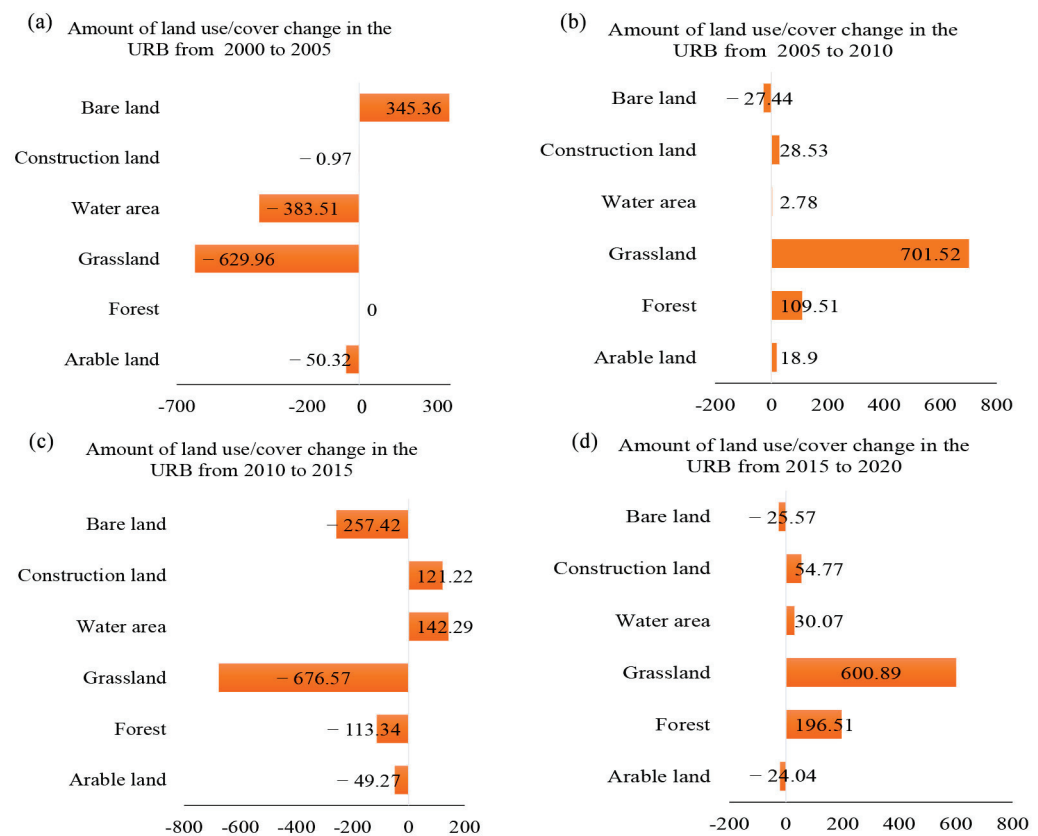 (a)
Amount of land use/cover change in the
URB from 2000 to 2005
Bare land
345.36
Construction land
− 0.97
Water area
− 383.51
Grassland
− 629.96
Forest
0
Arable land
− 50.32
-700 -200 0 300
(b)
Amount of land use/cover change in the
URB from 2005 to 2010
Bare land
− 27.44
Construction land
28.53
Water area
2.78
Grassland
701.52
Forest
109.51
Arable land
18.9
-200 0 200 400 600 800
(c)
Amount of land use/cover change in the
URB from 2010 to 2015
Bare land
− 257.42
Construction land
121.22
Water area
142.29
Grassland
− 676.57
Forest
− 113.34
Arable land
− 49.27
-800 -600 -400 -200 0 200
(d)
Amount of land use/cover change in the
URB from 2015 to 2020
Bare land
− 25.57
Construction land
54.77
Water area
30.07
Grassland
600.89
Forest
196.51
Arable land
− 24.04
-200 0 200 400 600 800